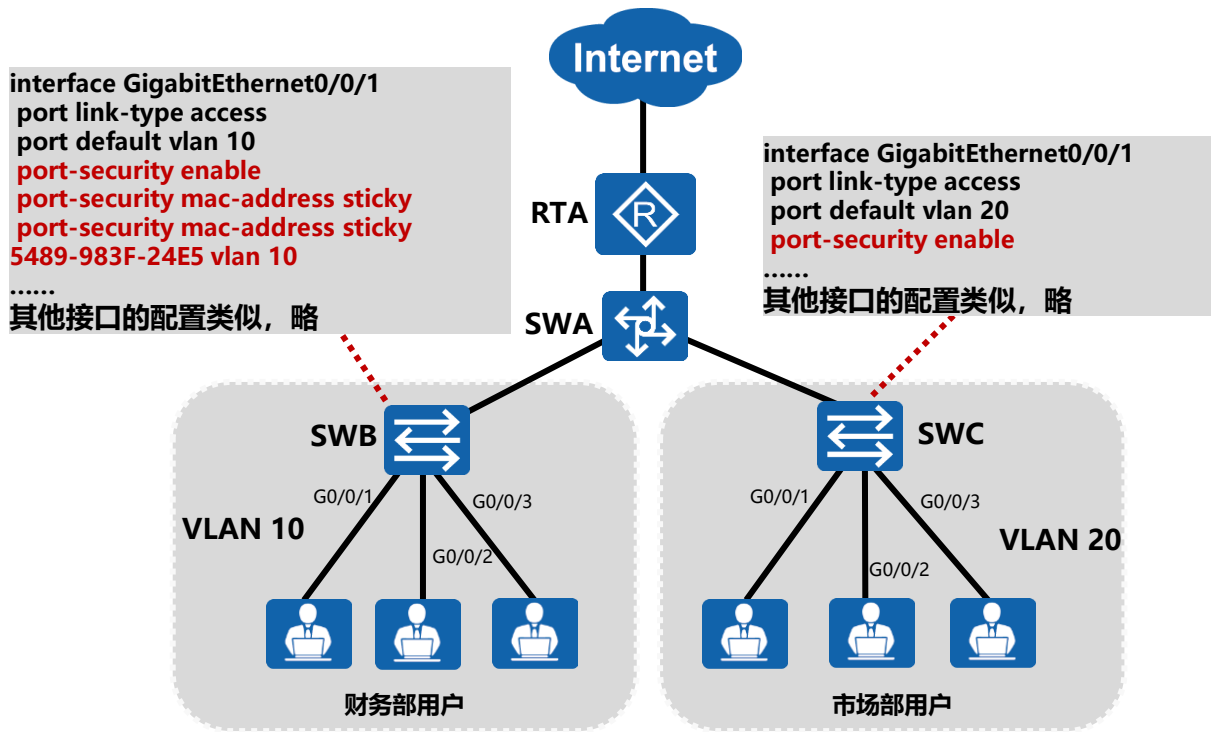 Internet
interface GigabitEthernet0/0/1
port link-type access
port default vlan 10
port-security enable
port-security mac-address sticky
port-security mac-address sticky
5489-983F-24E5 vlan 10
......
其他接口的配置类似，略
interface GigabitEthernet0/0/1
port link-type access
port default vlan 20
port-security enable
......
其他接口的配置类似，略
RTA
R
SWA
SWB
SWC
G0/0/1
G0/0/3
G0/0/2
VLAN 10
G0/0/1
G0/0/3
G0/0/2
VLAN 20
财务部用户
市场部用户